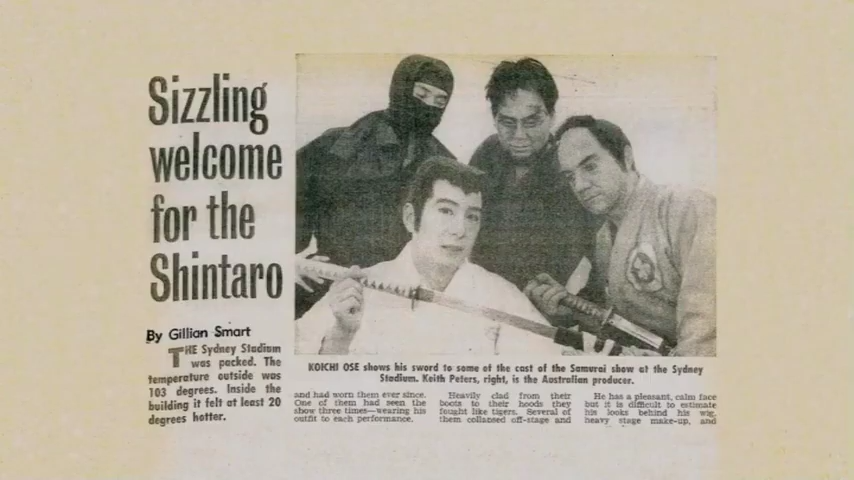 Sizzling
welcome
for the
Shintaro
By Gillian Smart
THE Sydney Stadium
was packed. The
temperature outside was
103 degrees. Inside the
building it felt at least 20
degrees hotter.
KOICHI OSE shows his sword to some of the cast of the Samurai show at the Sydney
Stadium. Keith Peters, right, is the Australian producer.
and had worn them ever since.
One of them had seen the
show three times—wearing his
outfit to each performance.
Heavily clad from their
boots to their hoods they
fought like tigers. Several of
them collapsed off-stage and
He has a pleasant, calm face
but it is difficult to estimate
his looks behind his wig,
heavy stage make-up, and